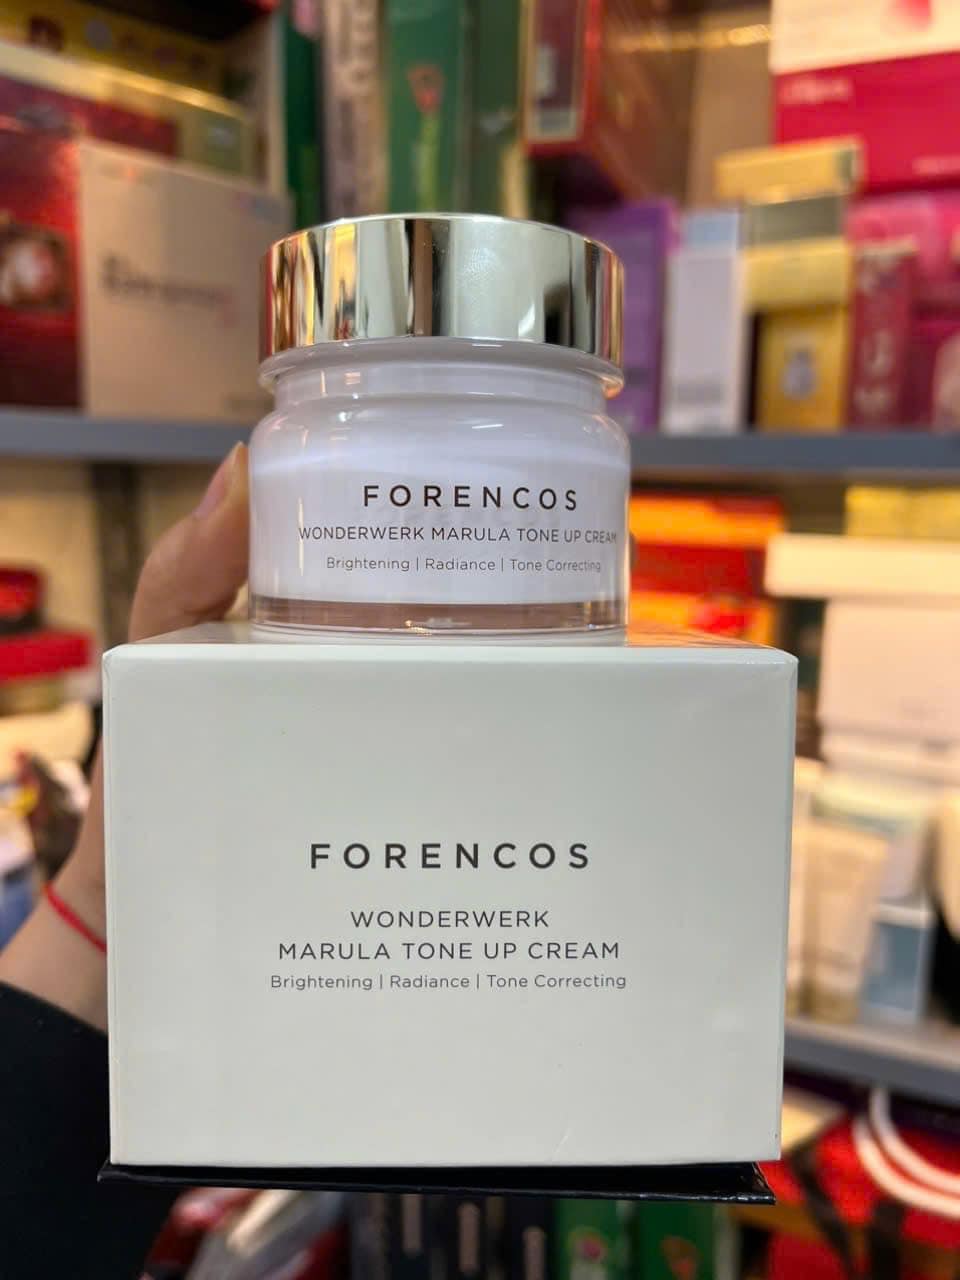 FORENCOS
WONDERWERK MARULA TONE UP CREAM
Brightening | Radiance | Tone Correcting
FORENCOS
WONDERWERK
MARULA TONE UP CREAM
Brightening | Radiance | Tone Correcting